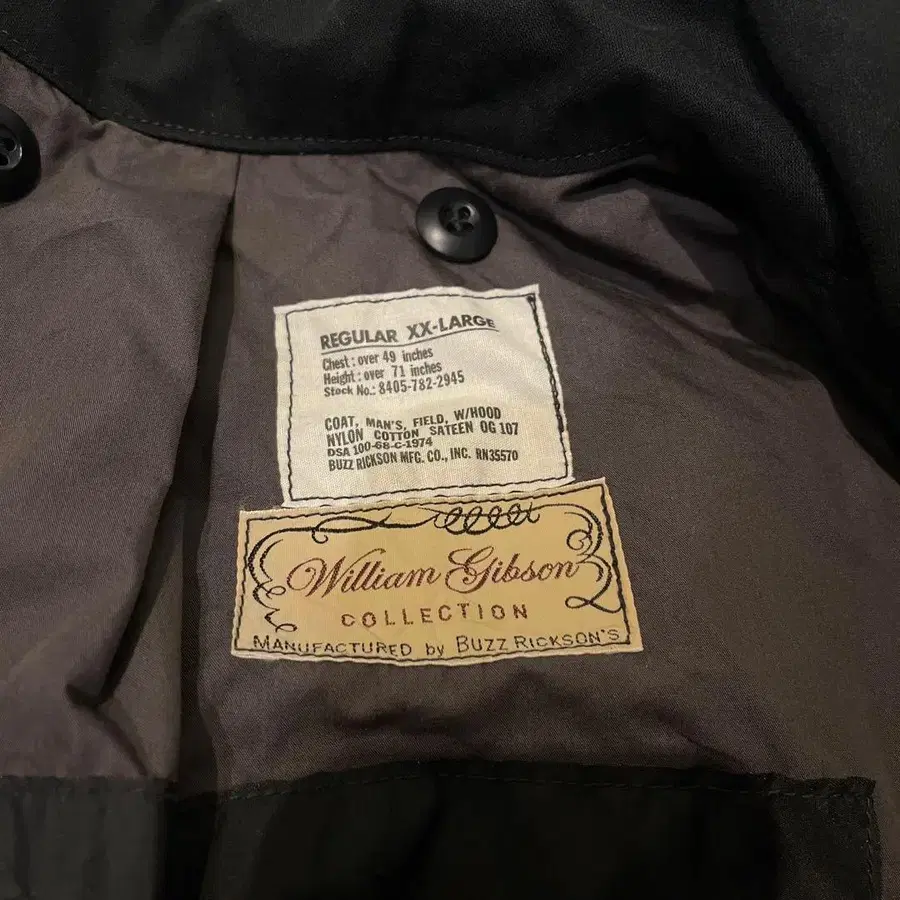 REGULAR XX-LARGE
Chest: over 49 inches
Height: over 71 inches
Stock No.: 8405-782-2945
COAT, MAN'S, FIELD, W/HOOD
NYLON COTTON SATEEN OG 107
DSA 100-68-C-1974
BUZZ RICKSON MFG. CO., INC. RN35570
William Gibson
COLLECTION
MANUFACTURED by BUZZ RICKSON'S